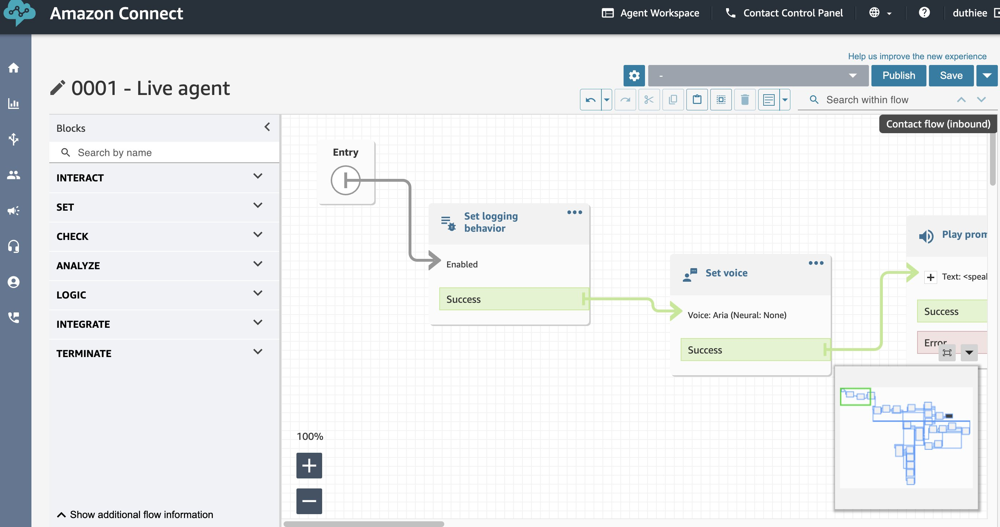 Amazon Connect
Agent Workspace
Contact Control Panel
duthiee
Help us improve the new experience
0001 - Live agent
-
Publish
Save
Search within flow
Contact flow (inbound)
Blocks
Search by name
INTERACT
SET
CHECK
ANALYZE
LOGIC
INTEGRATE
TERMINATE
Show additional flow information
Entry
Set logging
behavior
Enabled
Success
Set voice
Voice: Aria (Neural: None)
Success
Play prom
Text: <speak
Success
Error
100%